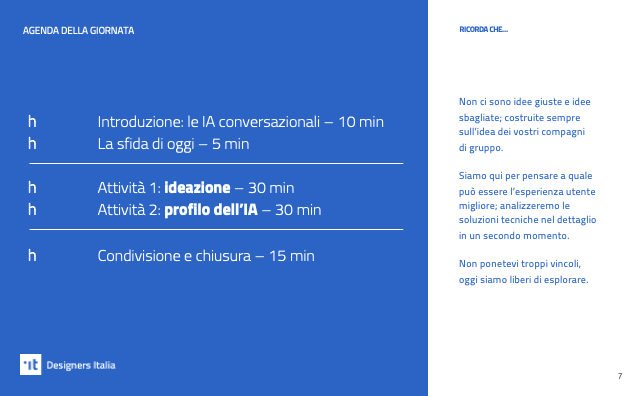 AGENDA DELLA GIORNATA
h Introduzione: le IA conversazionali – 10 min
h La sfida di oggi – 5 min
h Attività 1: ideazione – 30 min
h Attività 2: profilo dell'IA – 30 min
h Condivisione e chiusura – 15 min
·it Designers Italia
RICORDA CHE...
Non ci sono idee giuste e idee
sbagliate; costruite sempre
sull'idea dei vostri compagni
di gruppo.
Siamo qui per pensare a quale
può essere l'esperienza utente
migliore; analizzeremo le
soluzioni tecniche nel dettaglio
in un secondo momento.
Non ponetevi troppi vincoli,
oggi siamo liberi di esplorare.
7